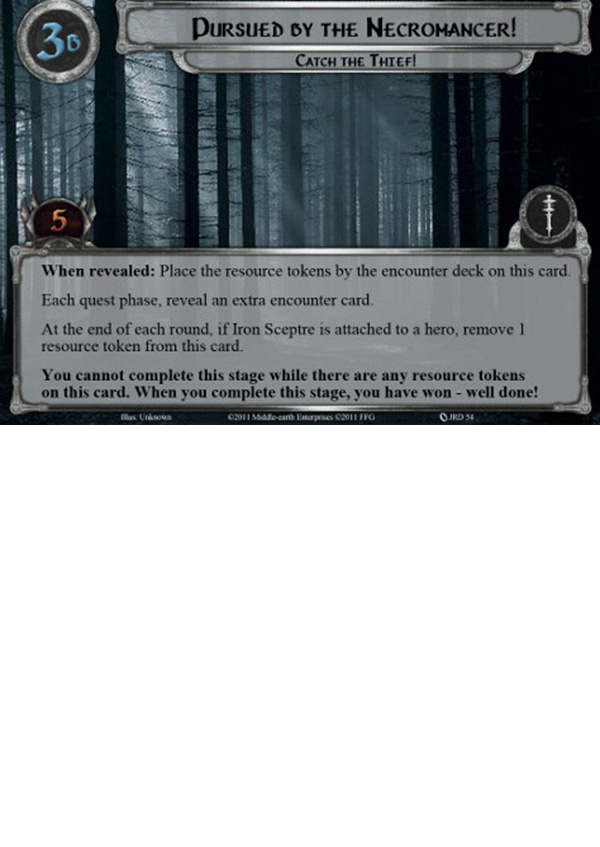 3B
PURSUED BY THE NECROMANCER!
CATCH THE THIEF!
5
When revealed: Place the resource tokens by the encounter deck on this card.
Each quest phase, reveal an extra encounter card.
At the end of each round, if Iron Sceptre is attached to a hero, remove 1
resource token from this card.
You cannot complete this stage while there are any resource tokens
on this card. When you complete this stage, you have won - well done!
Illus: Unknown ©2011 Middle-earth Enterprises ©2011 FFG JRD 54